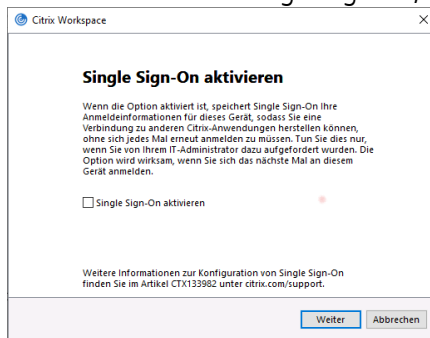 Citrix Workspace
Single Sign-On aktivieren
Wenn die Option aktiviert ist, speichert Single Sign-On Ihre
Anmeldeinformationen für dieses Gerät, sodass Sie eine
Verbindung zu anderen Citrix-Anwendungen herstellen können,
ohne sich jedes Mal erneut anmelden zu müssen. Tun Sie dies nur,
wenn Sie von Ihrem IT-Administrator dazu aufgefordert wurden. Die
Option wird wirksam, wenn Sie sich das nächste Mal an diesem
Gerät anmelden.
Single Sign-On aktivieren
Weitere Informationen zur Konfiguration von Single Sign-On
finden Sie im Artikel CTX133982 unter citrix.com/support.
Weiter Abbrechen